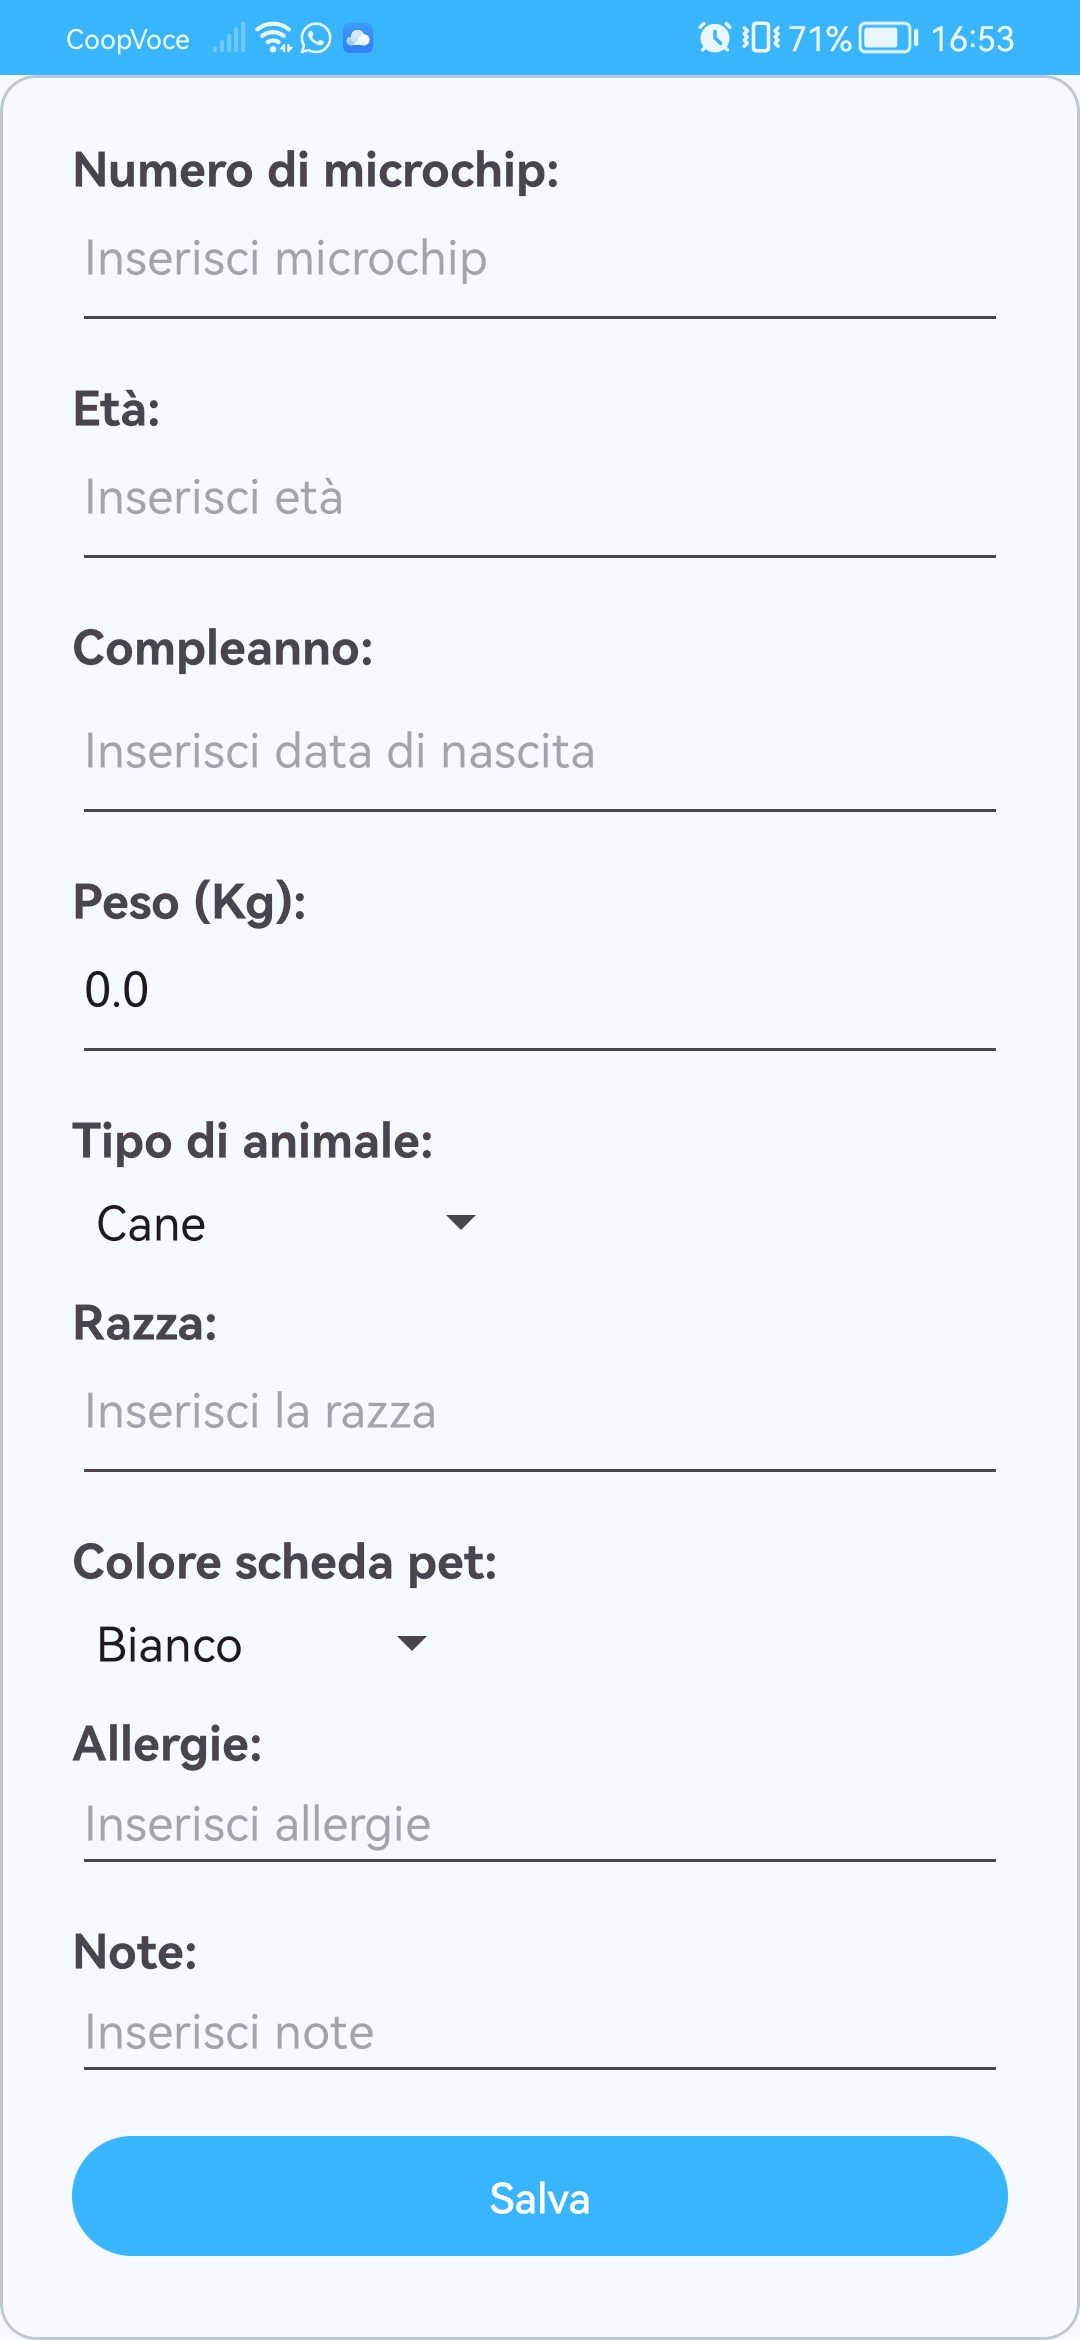 CoopVoce 71% 16:53
Numero di microchip:
Inserisci microchip
Età:
Inserisci età
Compleanno:
Inserisci data di nascita
Peso (Kg):
0.0
Tipo di animale:
Cane
Razza:
Inserisci la razza
Colore scheda pet:
Bianco
Allergie:
Inserisci allergie
Note:
Inserisci note
Salva